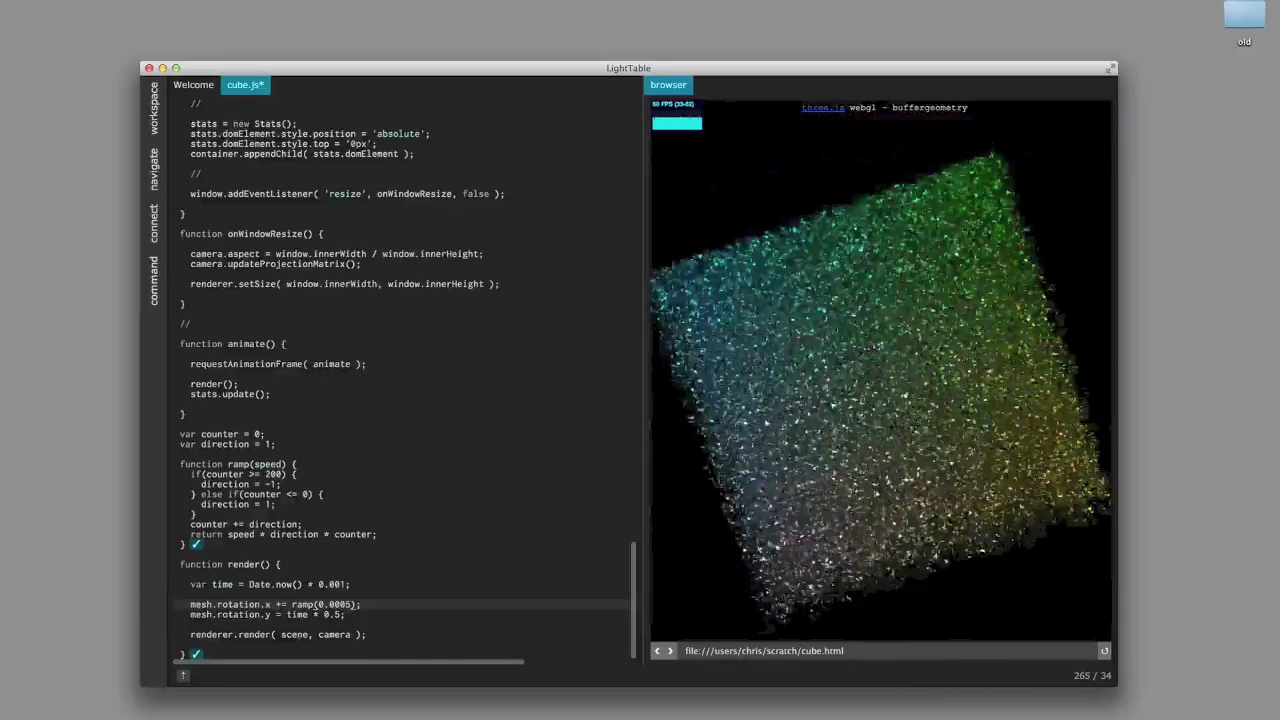 old
LightTable
workspace
navigate
connect
command
Welcome
cube.js*
//
stats = new Stats();
stats.domElement.style.position = 'absolute';
stats.domElement.style.top = '0px';
container.appendChild( stats.domElement );
//
window.addEventListener( 'resize', onWindowResize, false );
}
function onWindowResize() {
camera.aspect = window.innerWidth / window.innerHeight;
camera.updateProjectionMatrix();
renderer.setSize( window.innerWidth, window.innerHeight );
}
//
function animate() {
requestAnimationFrame( animate );
render();
stats.update();
}
var counter = 0;
var direction = 1;
function ramp(speed) {
if(counter >= 200) {
direction = -1;
} else if(counter <= 0) {
direction = 1;
}
counter += direction;
return speed * direction * counter;
} ✓
function render() {
var time = Date.now() * 0.001;
mesh.rotation.x += ramp(0.0005);
mesh.rotation.y = time * 0.5;
renderer.render( scene, camera );
} ✓
browser
60 FPS (33-62)
three.js webgl - buffergeometry
file:///users/chris/scratch/cube.html
265 / 34